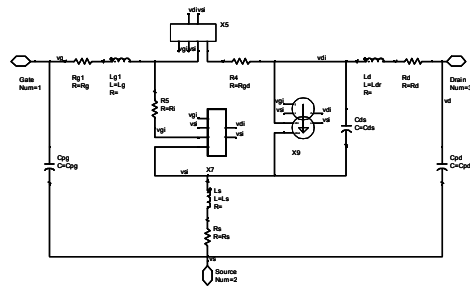 vdivsi
X5
vg
vgivsi
vdi
Gate
Num=1
Rg1
R=Rg
Lg1
L=Lg
R=
R4
R=Rgd
Ld
L=Ldr
R=
Rd
R=Rd
Drain
Num=3
vd
R5
R=Ri
vgi
vgi
vsi
vdi
vsi
X7
vgi
vsi
vdi
vsi
X9
Cds
C=Cds
Cpg
C=Cpg
vsi
Ls
L=Ls
R=
Cpd
C=Cpd
Rs
R=Rs
vs
Source
Num=2